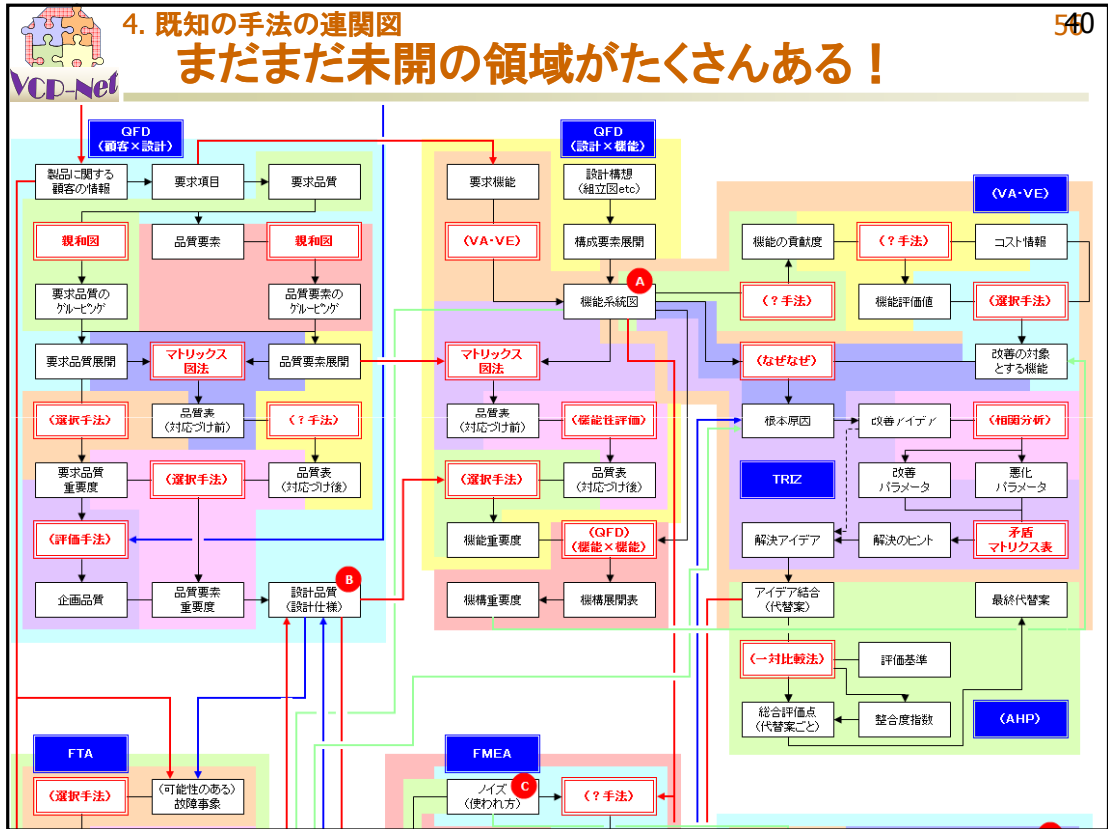 4. 既知の手法の連関図
40
まだまだ未開の領域がたくさんある！
VCP-Net
QFD
(顧客×設計)
製品に関する
顧客の情報
要求項目
要求品質
親和図
品質要素
親和図
要求品質の
グルーピング
品質要素の
グルーピング
要求品質展開
マトリックス
図法
品質要素展開
(選択手法)
品質表
(対応づけ前)
(？手法)
要求品質
重要度
(選択手法)
品質表
(対応づけ後)
(評価手法)
企画品質
品質要素
重要度
設計品質
(設計仕様)
B
QFD
(設計×機能)
要求機能
設計構想
(組立図etc)
(VA・VE)
構成要素展開
A
機能系統図
マトリックス
図法
品質表
(対応づけ前)
(機能性評価)
(選択手法)
品質表
(対応づけ後)
機能重要度
(QFD)
(機能×機能)
機構重要度
機構展開表
(VA・VE)
機能の貢献度
(？手法)
コスト情報
(？手法)
機能評価値
(選択手法)
(なぜなぜ)
改善の対象
とする機能
根本原因
改善アイデア
(相関分析)
TRIZ
改善
パラメータ
悪化
パラメータ
解決アイデア
解決のヒント
矛盾
マトリクス表
アイデア結合
(代替案)
最終代替案
(一対比較法)
評価基準
総合評価点
(代替案ごと)
整合度指数
(AHP)
FTA
(選択手法)
(可能性のある)
故障事象
FMEA
ノイズ
(使われ方)
C
(？手法)